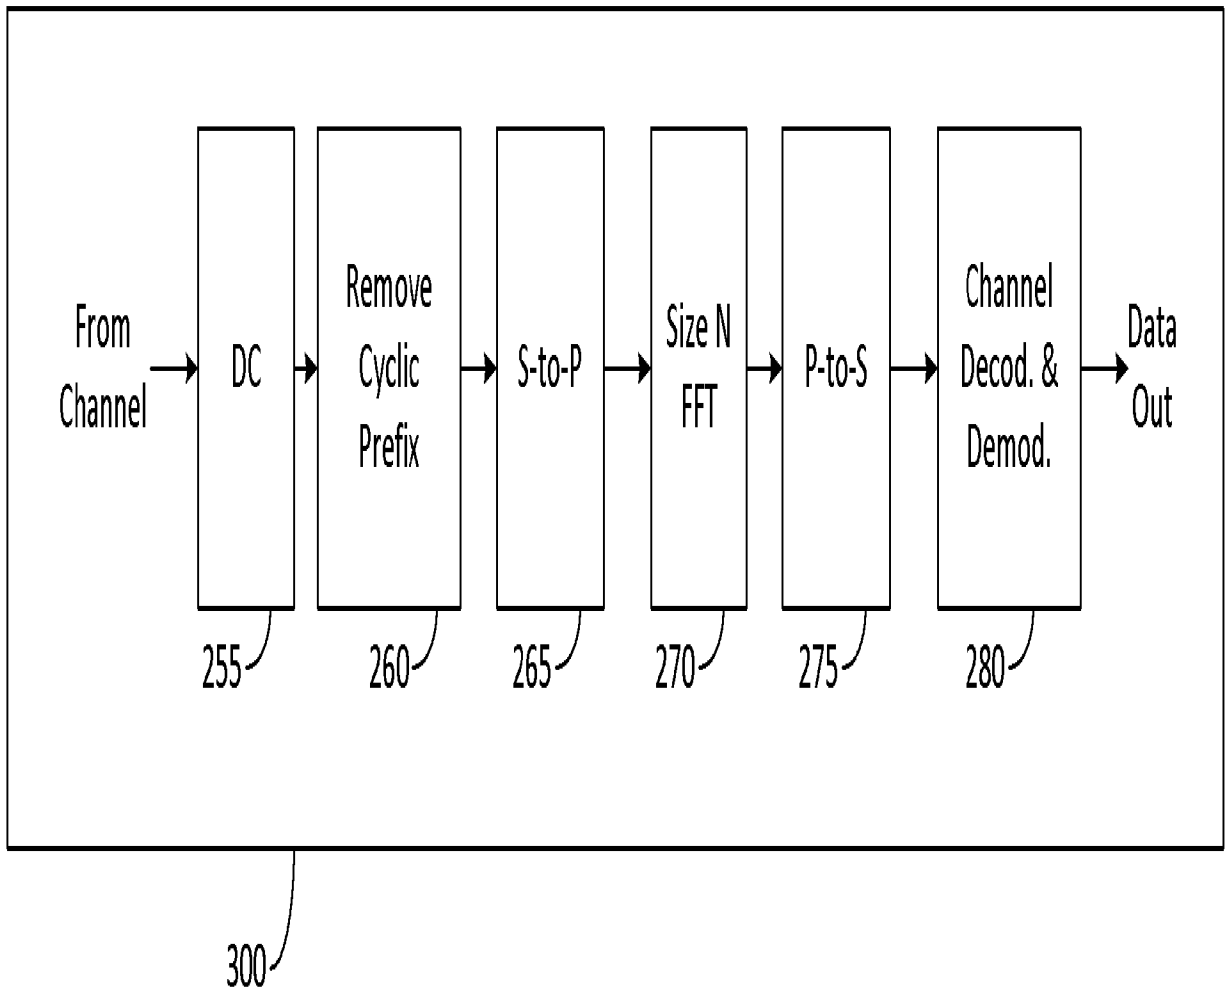 From
Channel
DC
Remove
Cyclic
Prefix
S-to-P
Size N
FFT
P-to-S
Channel
Decod. &
Demod.
Data
Out
255
260
265
270
275
280
300